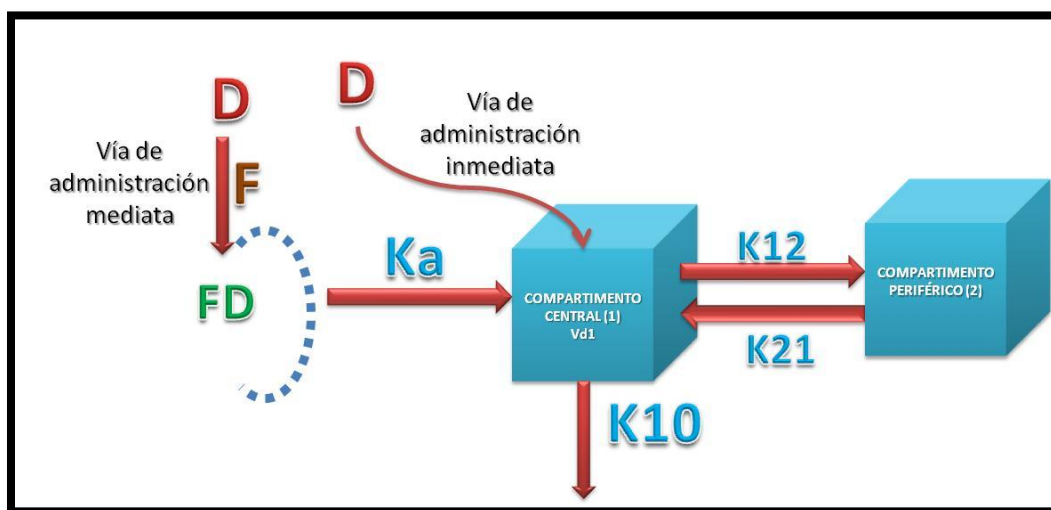 D
Vía de
administración
mediata
F
FD
D
Vía de
administración
inmediata
Ka
COMPARTIMENTO
CENTRAL (1)
Vd1
K12
K21
COMPARTIMENTO
PERIFÉRICO (2)
K10